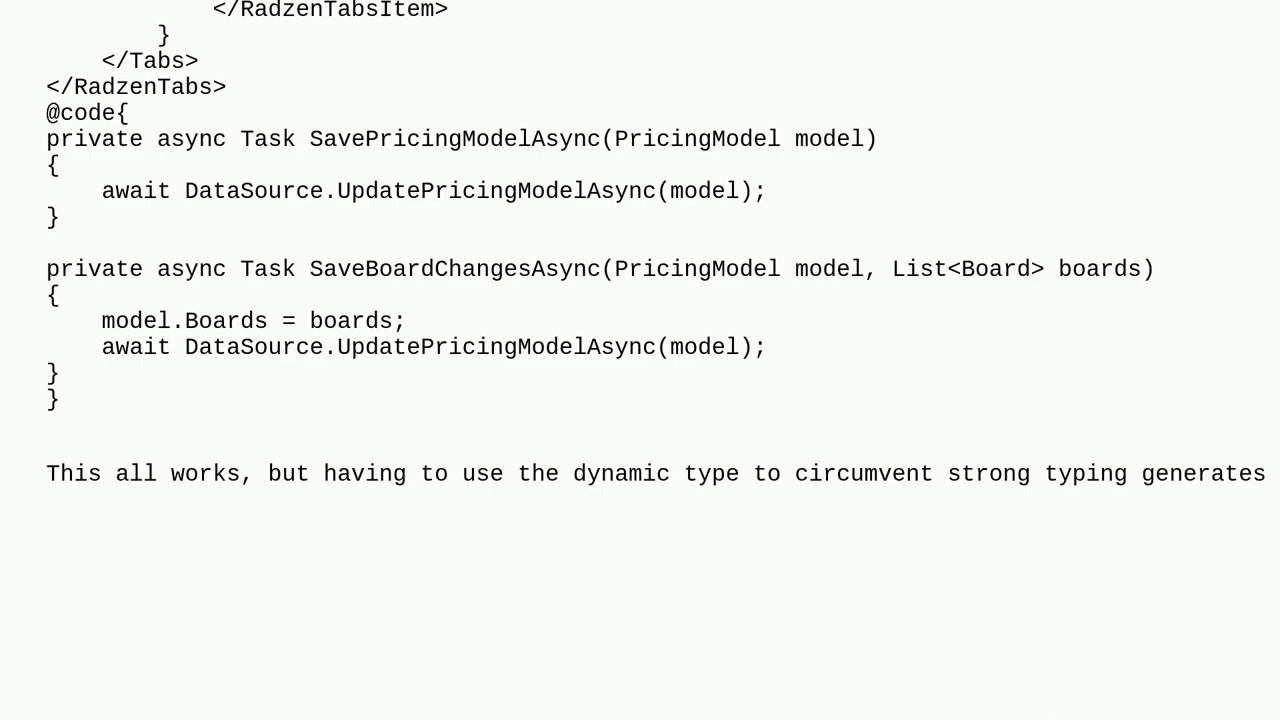 </RadzenTabsItem>
}
</Tabs>
</RadzenTabs>
@code{
private async Task SavePricingModelAsync(PricingModel model)
{
await DataSource.UpdatePricingModelAsync(model);
}
private async Task SaveBoardChangesAsync(PricingModel model, List<Board> boards)
{
model.Boards = boards;
await DataSource.UpdatePricingModelAsync(model);
}
}
This all works, but having to use the dynamic type to circumvent strong typing generates